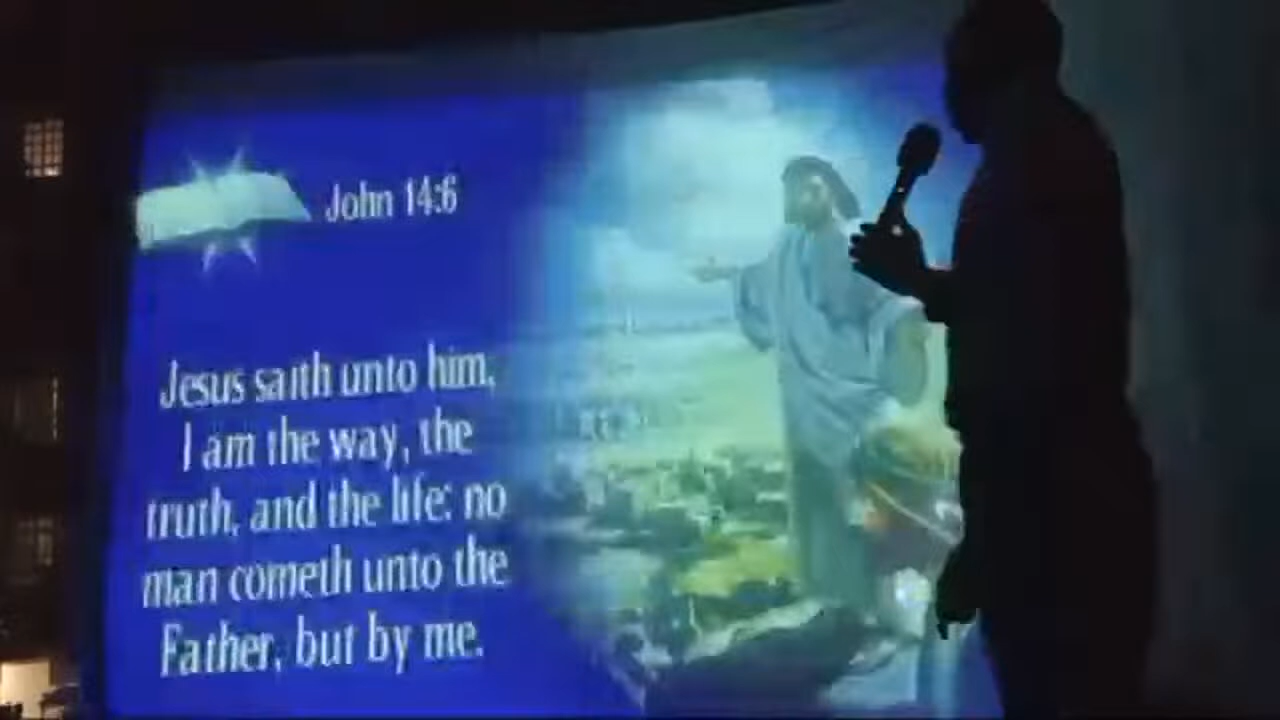 John 14:6
Jesus saith unto him,
I am the way, the
truth, and the life: no
man cometh unto the
Father, but by me.